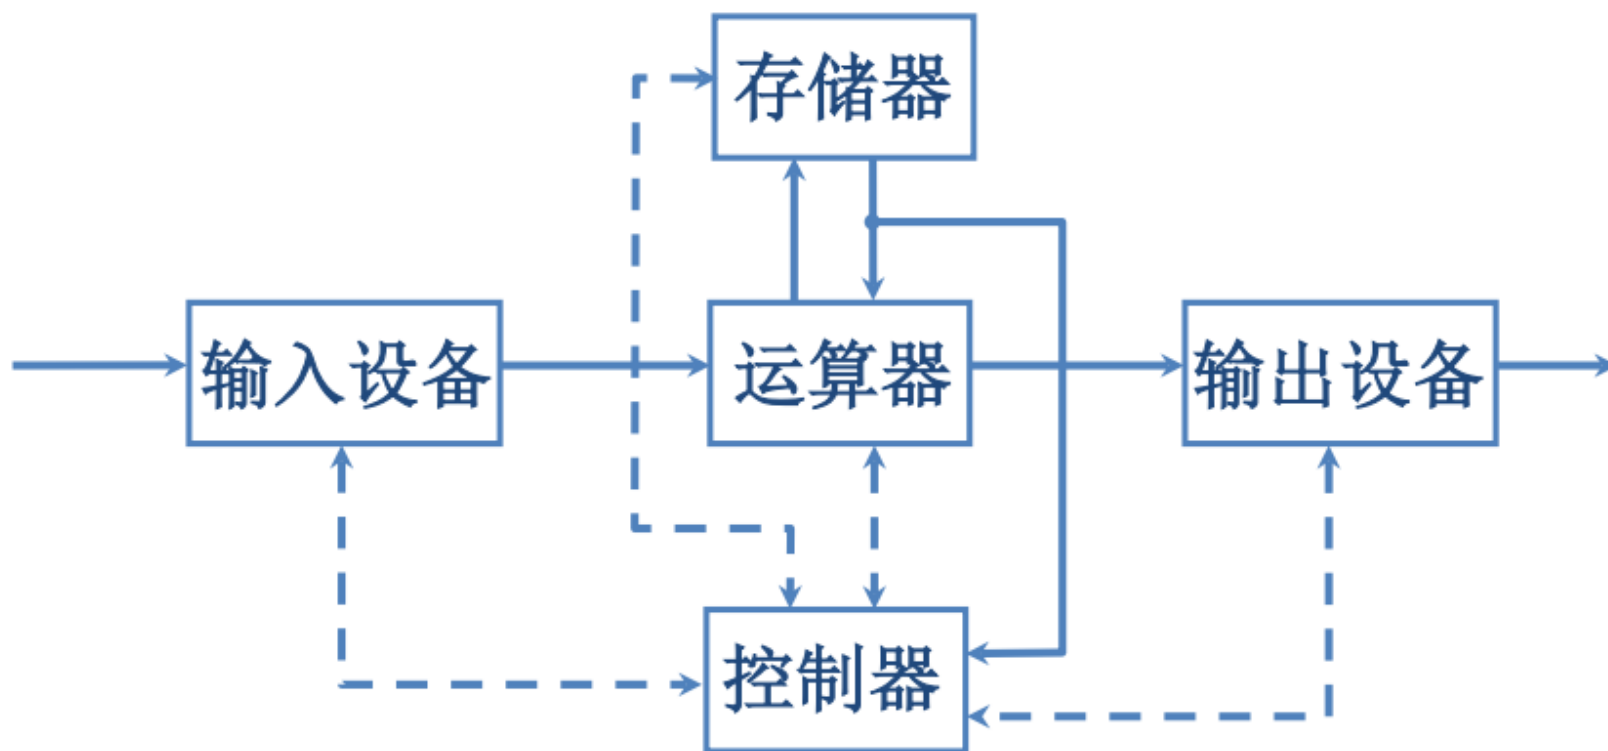 存储器
输入设备
运算器
输出设备
控制器